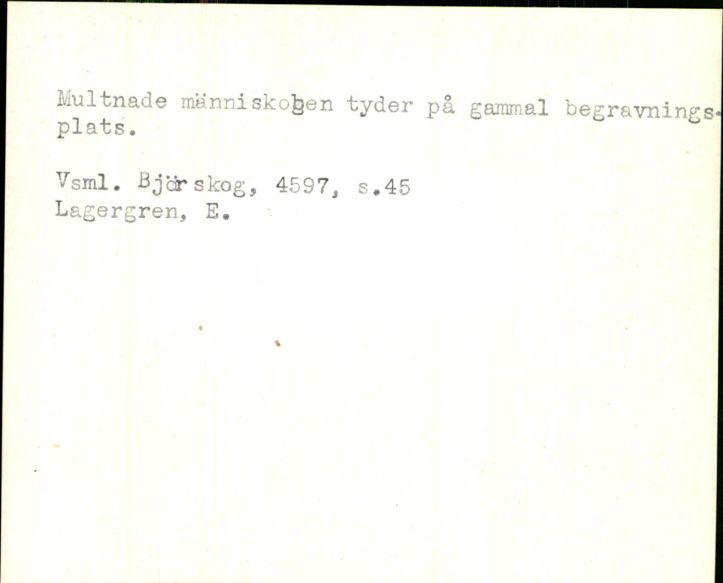 Multnade människoben tyder på gammal begravnings-
plats.
Vsml. Björskog, 4597, s.45
Lagergren, E.